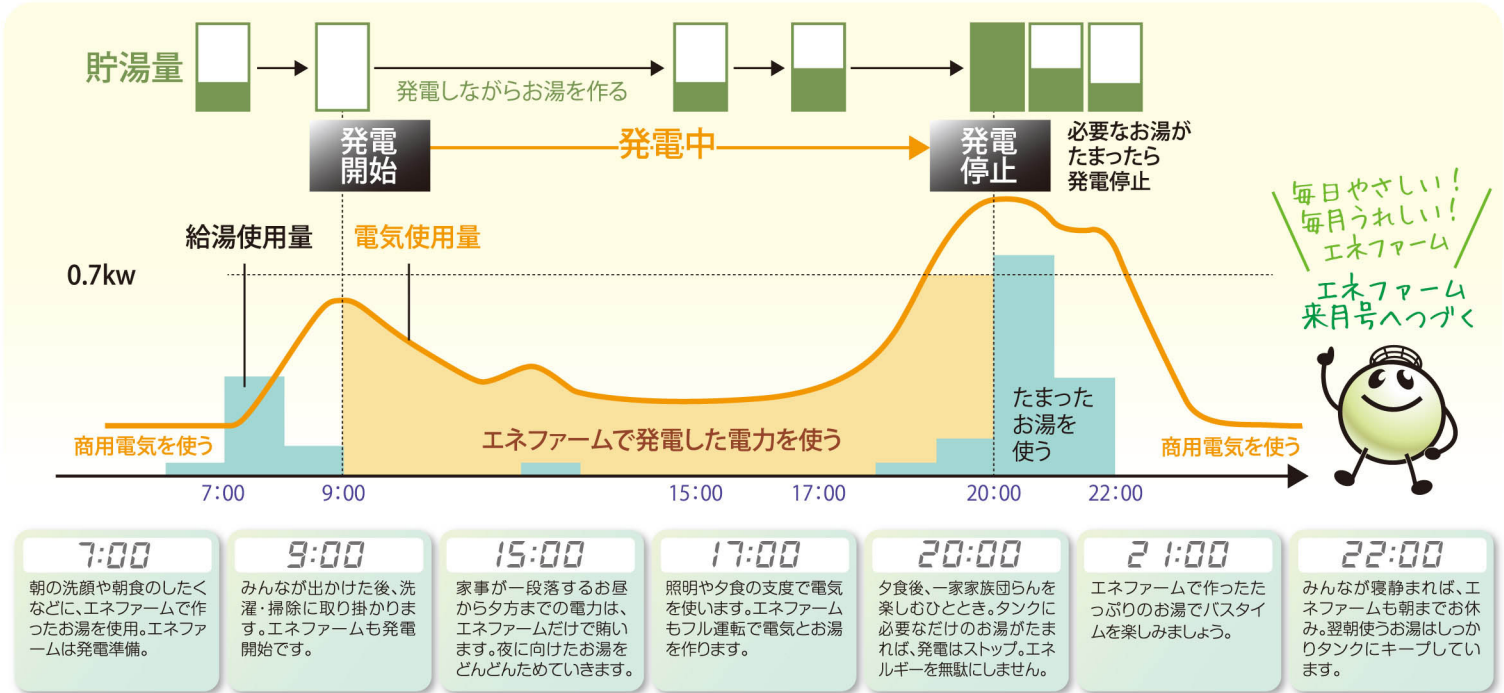 貯湯量
発電しながらお湯を作る
発電
開始
発電中
発電
停止
必要なお湯が
たまったら
発電停止
毎日やさしい！
毎月うれしい！
エネファーム
エネファーム
来月号へつづく
給湯使用量
電気使用量
0.7kw
商用電気を使う
エネファームで発電した電力を使う
たまった
お湯を
使う
商用電気を使う
7:00
9:00
15:00
17:00
20:00
22:00
7:00
朝の洗顔や朝食のしたく
などに、エネファームで作
ったお湯を使用。エネファ
ームは発電準備。
9:00
みんなが出かけた後、洗
濯・掃除に取り掛かりま
す。エネファームも発電
開始です。
15:00
家事が一段落するお昼
から夕方までの電力は、
エネファームだけで賄い
ます。夜に向けたお湯を
どんどんためていきます。
17:00
照明や夕食の支度で電気
を使います。エネファーム
もフル運転で電気とお湯
を作ります。
20:00
夕食後、一家家族団らんを
楽しむひととき。タンクに
必要なだけのお湯がたま
れば、発電はストップ。エネ
ルギーを無駄にしません。
21:00
エネファームで作ったた
っぷりのお湯でバスタイ
ムを楽しみましょう。
22:00
みんなが寝静まれば、エ
ネファームも朝までお休
み。翌朝使うお湯はしっか
りタンクにキープしてい
ます。